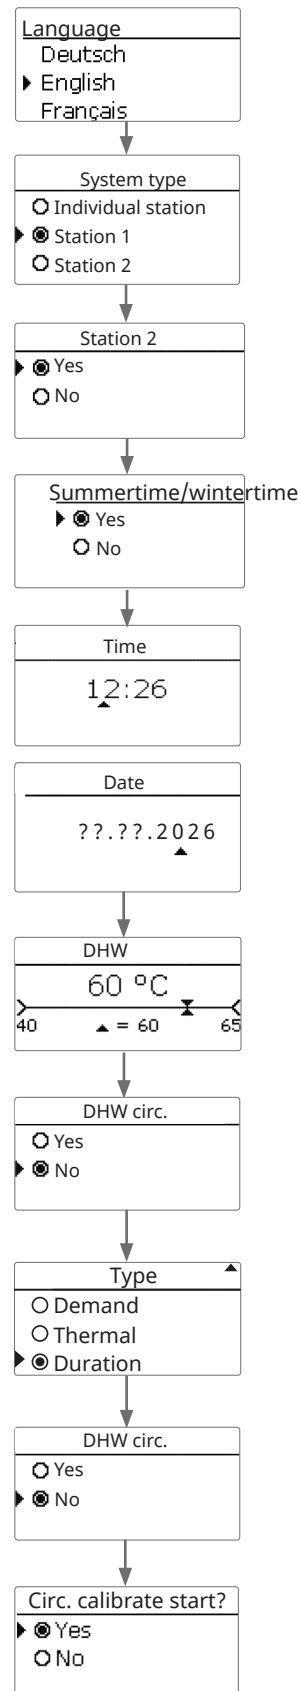 Language
Deutsch
English
Français
System type
Individual station
Station 1
Station 2
Station 2
Yes
No
Summertime/wintertime
Yes
No
Time
12:26
Date
??.??.2026
DHW
60 ºC
40 = 60 65
DHW circ.
Yes
No
Type
Demand
Thermal
Duration
DHW circ.
Yes
No
Circ. calibrate start?
Yes
No